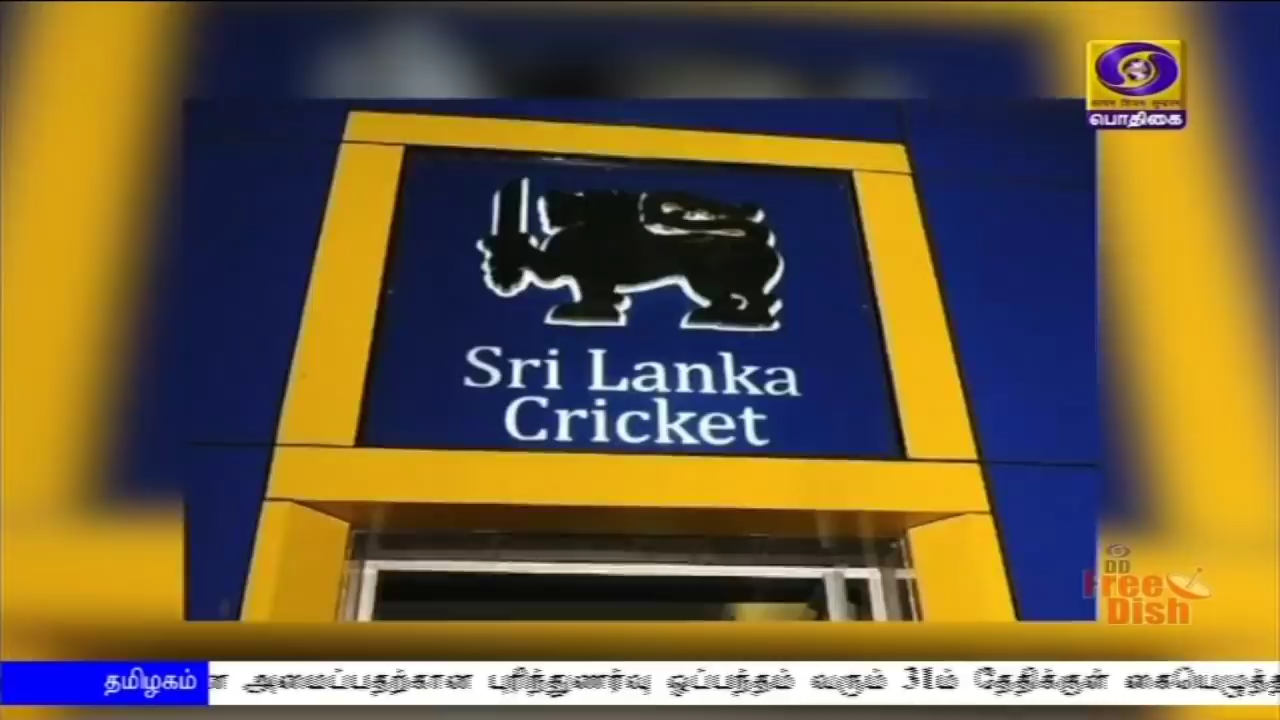 பொதிகை
Sri Lanka
Cricket
DD
Free
Dish
தமிழகம்
ள அமைப்பதற்கான புரிந்துணர்வு ஒப்பந்தம் வரும் 31ம் தேதிக்குள்